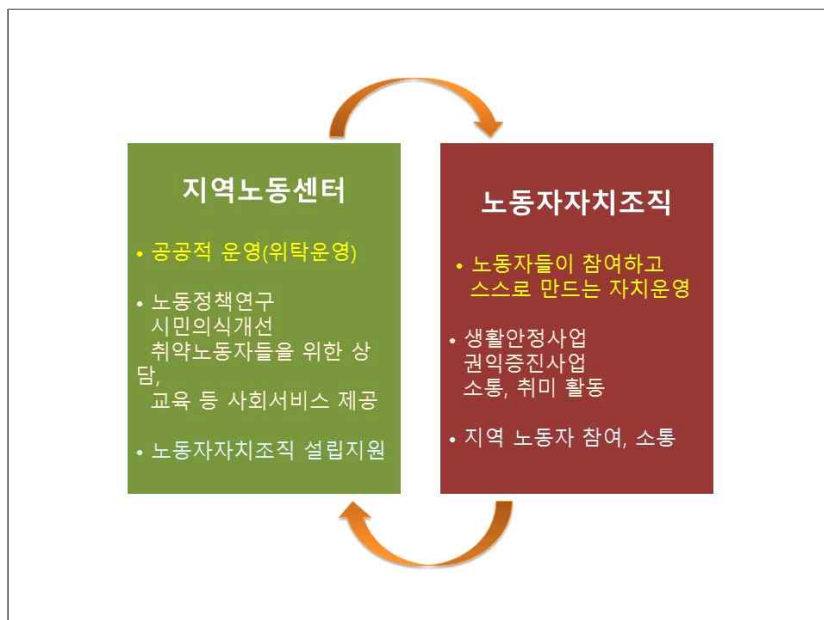 지역노동센터
• 공공적 운영(위탁운영)
• 노동정책연구
시민의식개선
취약노동자들을 위한 상
담,
교육 등 사회서비스 제공
• 노동자자치조직 설립지원
노동자자치조직
• 노동자들이 참여하고
스스로 만드는 자치운영
• 생활안정사업
권익증진사업
소통, 취미 활동
• 지역 노동자 참여, 소통